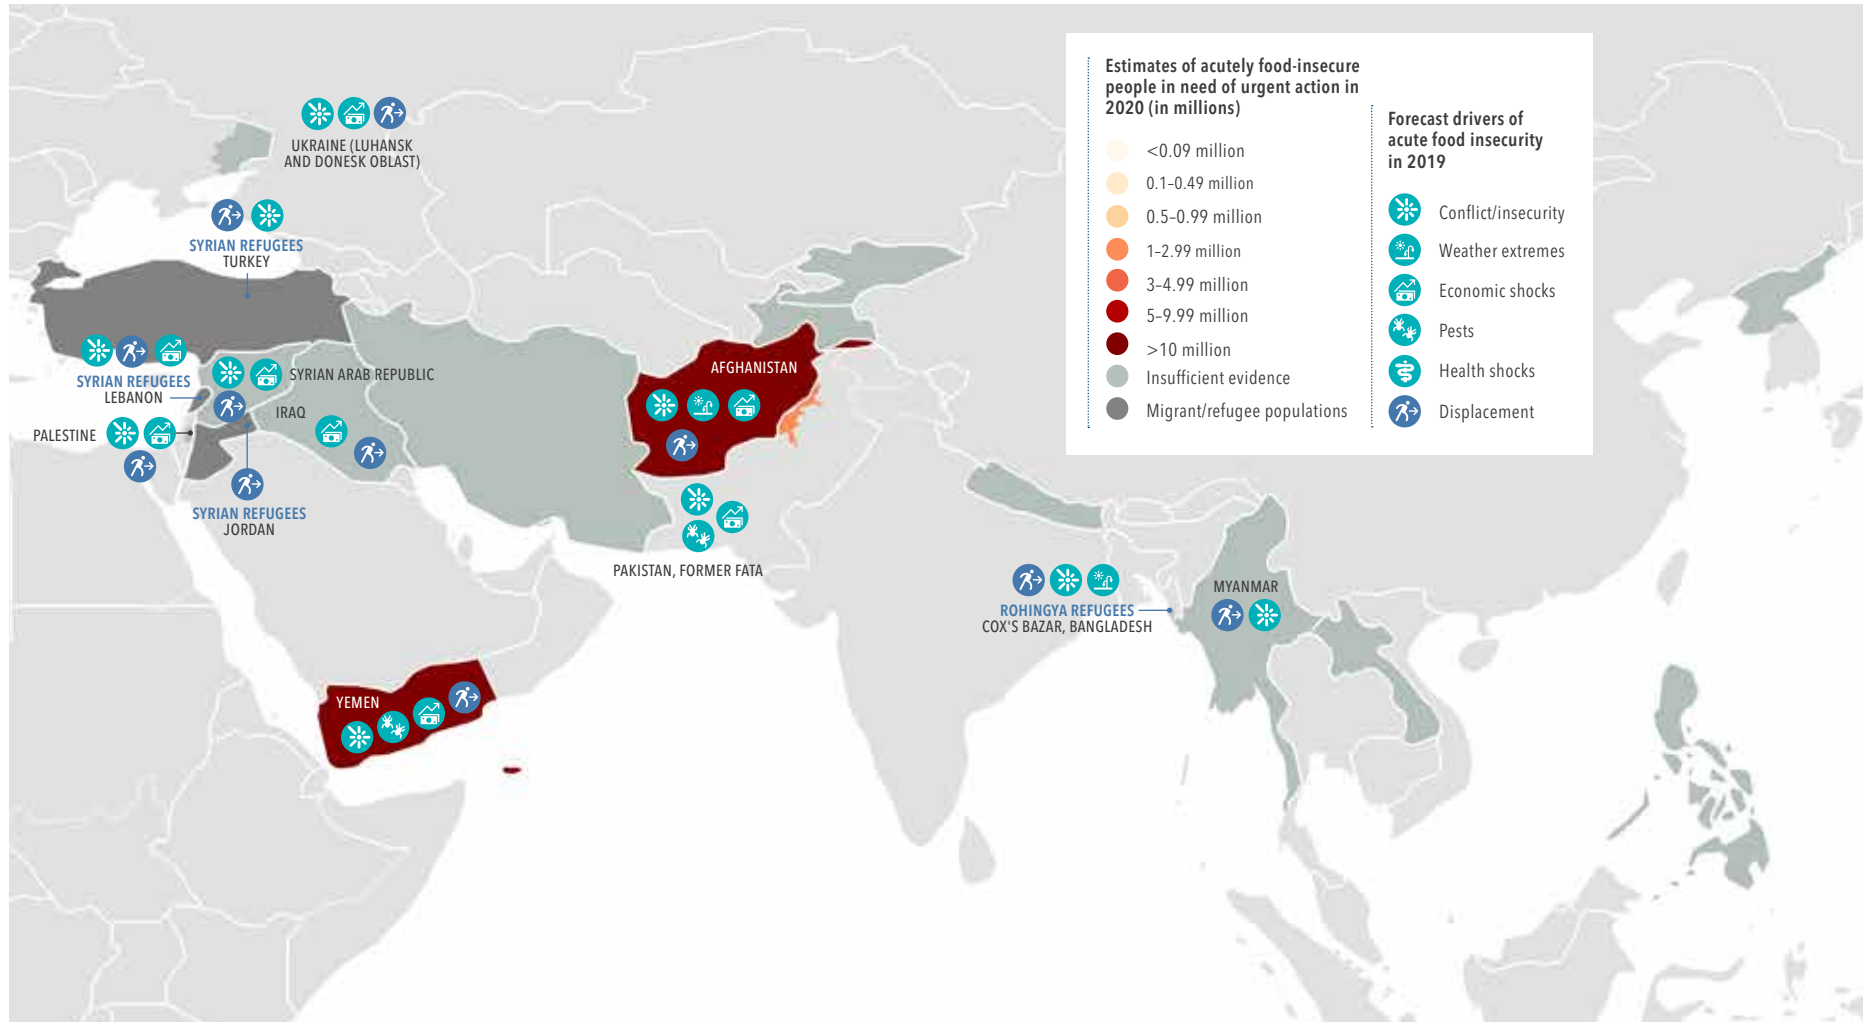 Estimates of acutely food-insecure
people in need of urgent action in
2020 (in millions)
<0.09 million
0.1–0.49 million
0.5–0.99 million
1–2.99 million
3–4.99 million
5–9.99 million
>10 million
Insufficient evidence
Migrant/refugee populations
Forecast drivers of
acute food insecurity
in 2019
Conflict/insecurity
Weather extremes
Economic shocks
Pests
Health shocks
Displacement
UKRAINE (LUHANSK
AND DONESK OBLAST)
SYRIAN REFUGEES
TURKEY
SYRIAN REFUGEES
LEBANON
SYRIAN ARAB REPUBLIC
IRAQ
PALESTINE
SYRIAN REFUGEES
JORDAN
AFGHANISTAN
PAKISTAN, FORMER FATA
ROHINGYA REFUGEES
COX'S BAZAR, BANGLADESH
MYANMAR
YEMEN